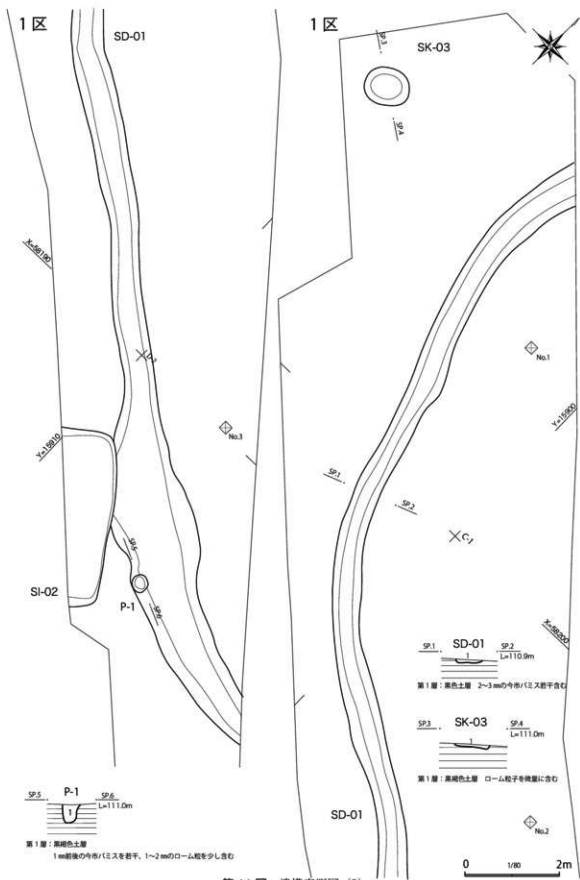 1区
SD-01
X=58190
C-2
No.3
Y=15910
SP.5
SI-02
P-1
SP.6
SP.5 P-1 SP.6
L=111.0m
1
第1層:黒褐色土層
1㎜前後の今市パミスを若干、1〜2㎜のローム粒を少し含む
1区
SP.3
SK-03
SP.4
No.1
Y=15900
SP.1
SP.2
C-1
X=58200
SP.1 SD-01 SP.2
L=110.9m
1
第1層:黒色土層 2〜3㎜の今市パミス若干含む
SP.3 SK-03 SP.4
L=111.0m
1
第1層:黒褐色土層 ローム粒子を微量に含む
SD-01
No.2
0 1/80 2m